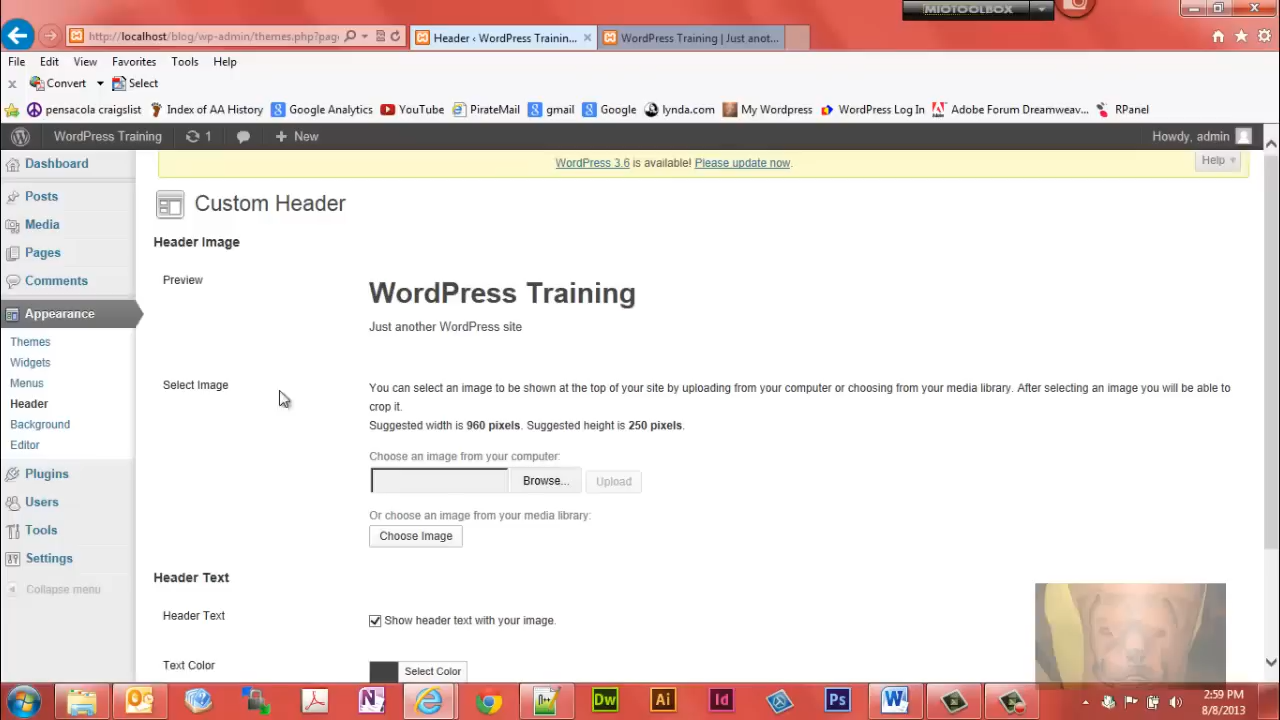 MIOTOOLBOX
http://localhost/blog/wp-admin/themes.php?page
Header ‹ WordPress Trainin...
WordPress Training | Just anot...
File Edit View Favorites Tools Help
Convert Select
pensacola craigslist Index of AA History Google Analytics YouTube PirateMail gmail Google lynda.com My Wordpress WordPress Log In Adobe Forum Dreamweav... RPanel
WordPress Training 1 New Howdy, admin
WordPress 3.6 is available! Please update now.
Help
Dashboard
Posts
Media
Pages
Comments
Appearance
Themes
Widgets
Menus
Header
Background
Editor
Plugins
Users
Tools
Settings
Collapse menu
Custom Header
Header Image
Preview
WordPress Training
Just another WordPress site
Select Image
You can select an image to be shown at the top of your site by uploading from your computer or choosing from your media library. After selecting an image you will be able to
crop it.
Suggested width is 960 pixels. Suggested height is 250 pixels.
Choose an image from your computer:
Browse... Upload
Or choose an image from your media library:
Choose Image
Header Text
Header Text
Show header text with your image.
Text Color
Select Color
Dw Ai Id Ps
2:59 PM
8/8/2013